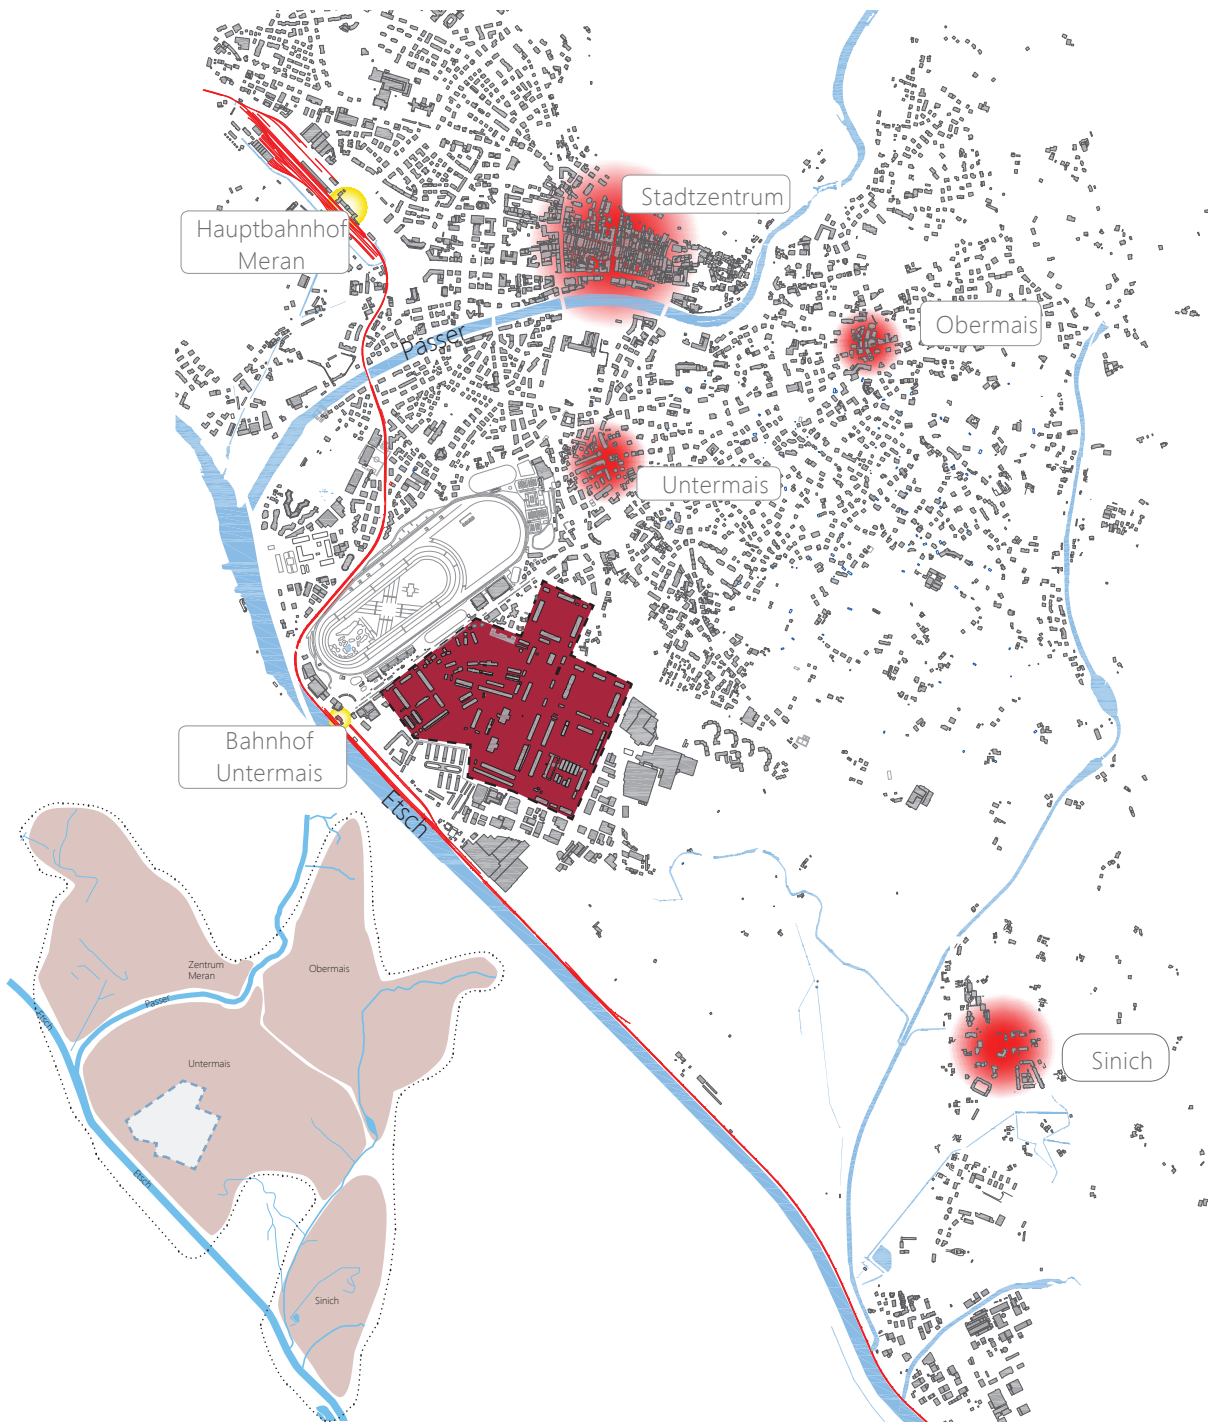 Stadtzentrum
Hauptbahnhof
Meran
Obermais
Passer
Untermais
Bahnhof
Untermais
Etsch
Zentrum
Meran
Obermais
Passer
Etsch
Untermais
Sinich
Etsch
Sinich